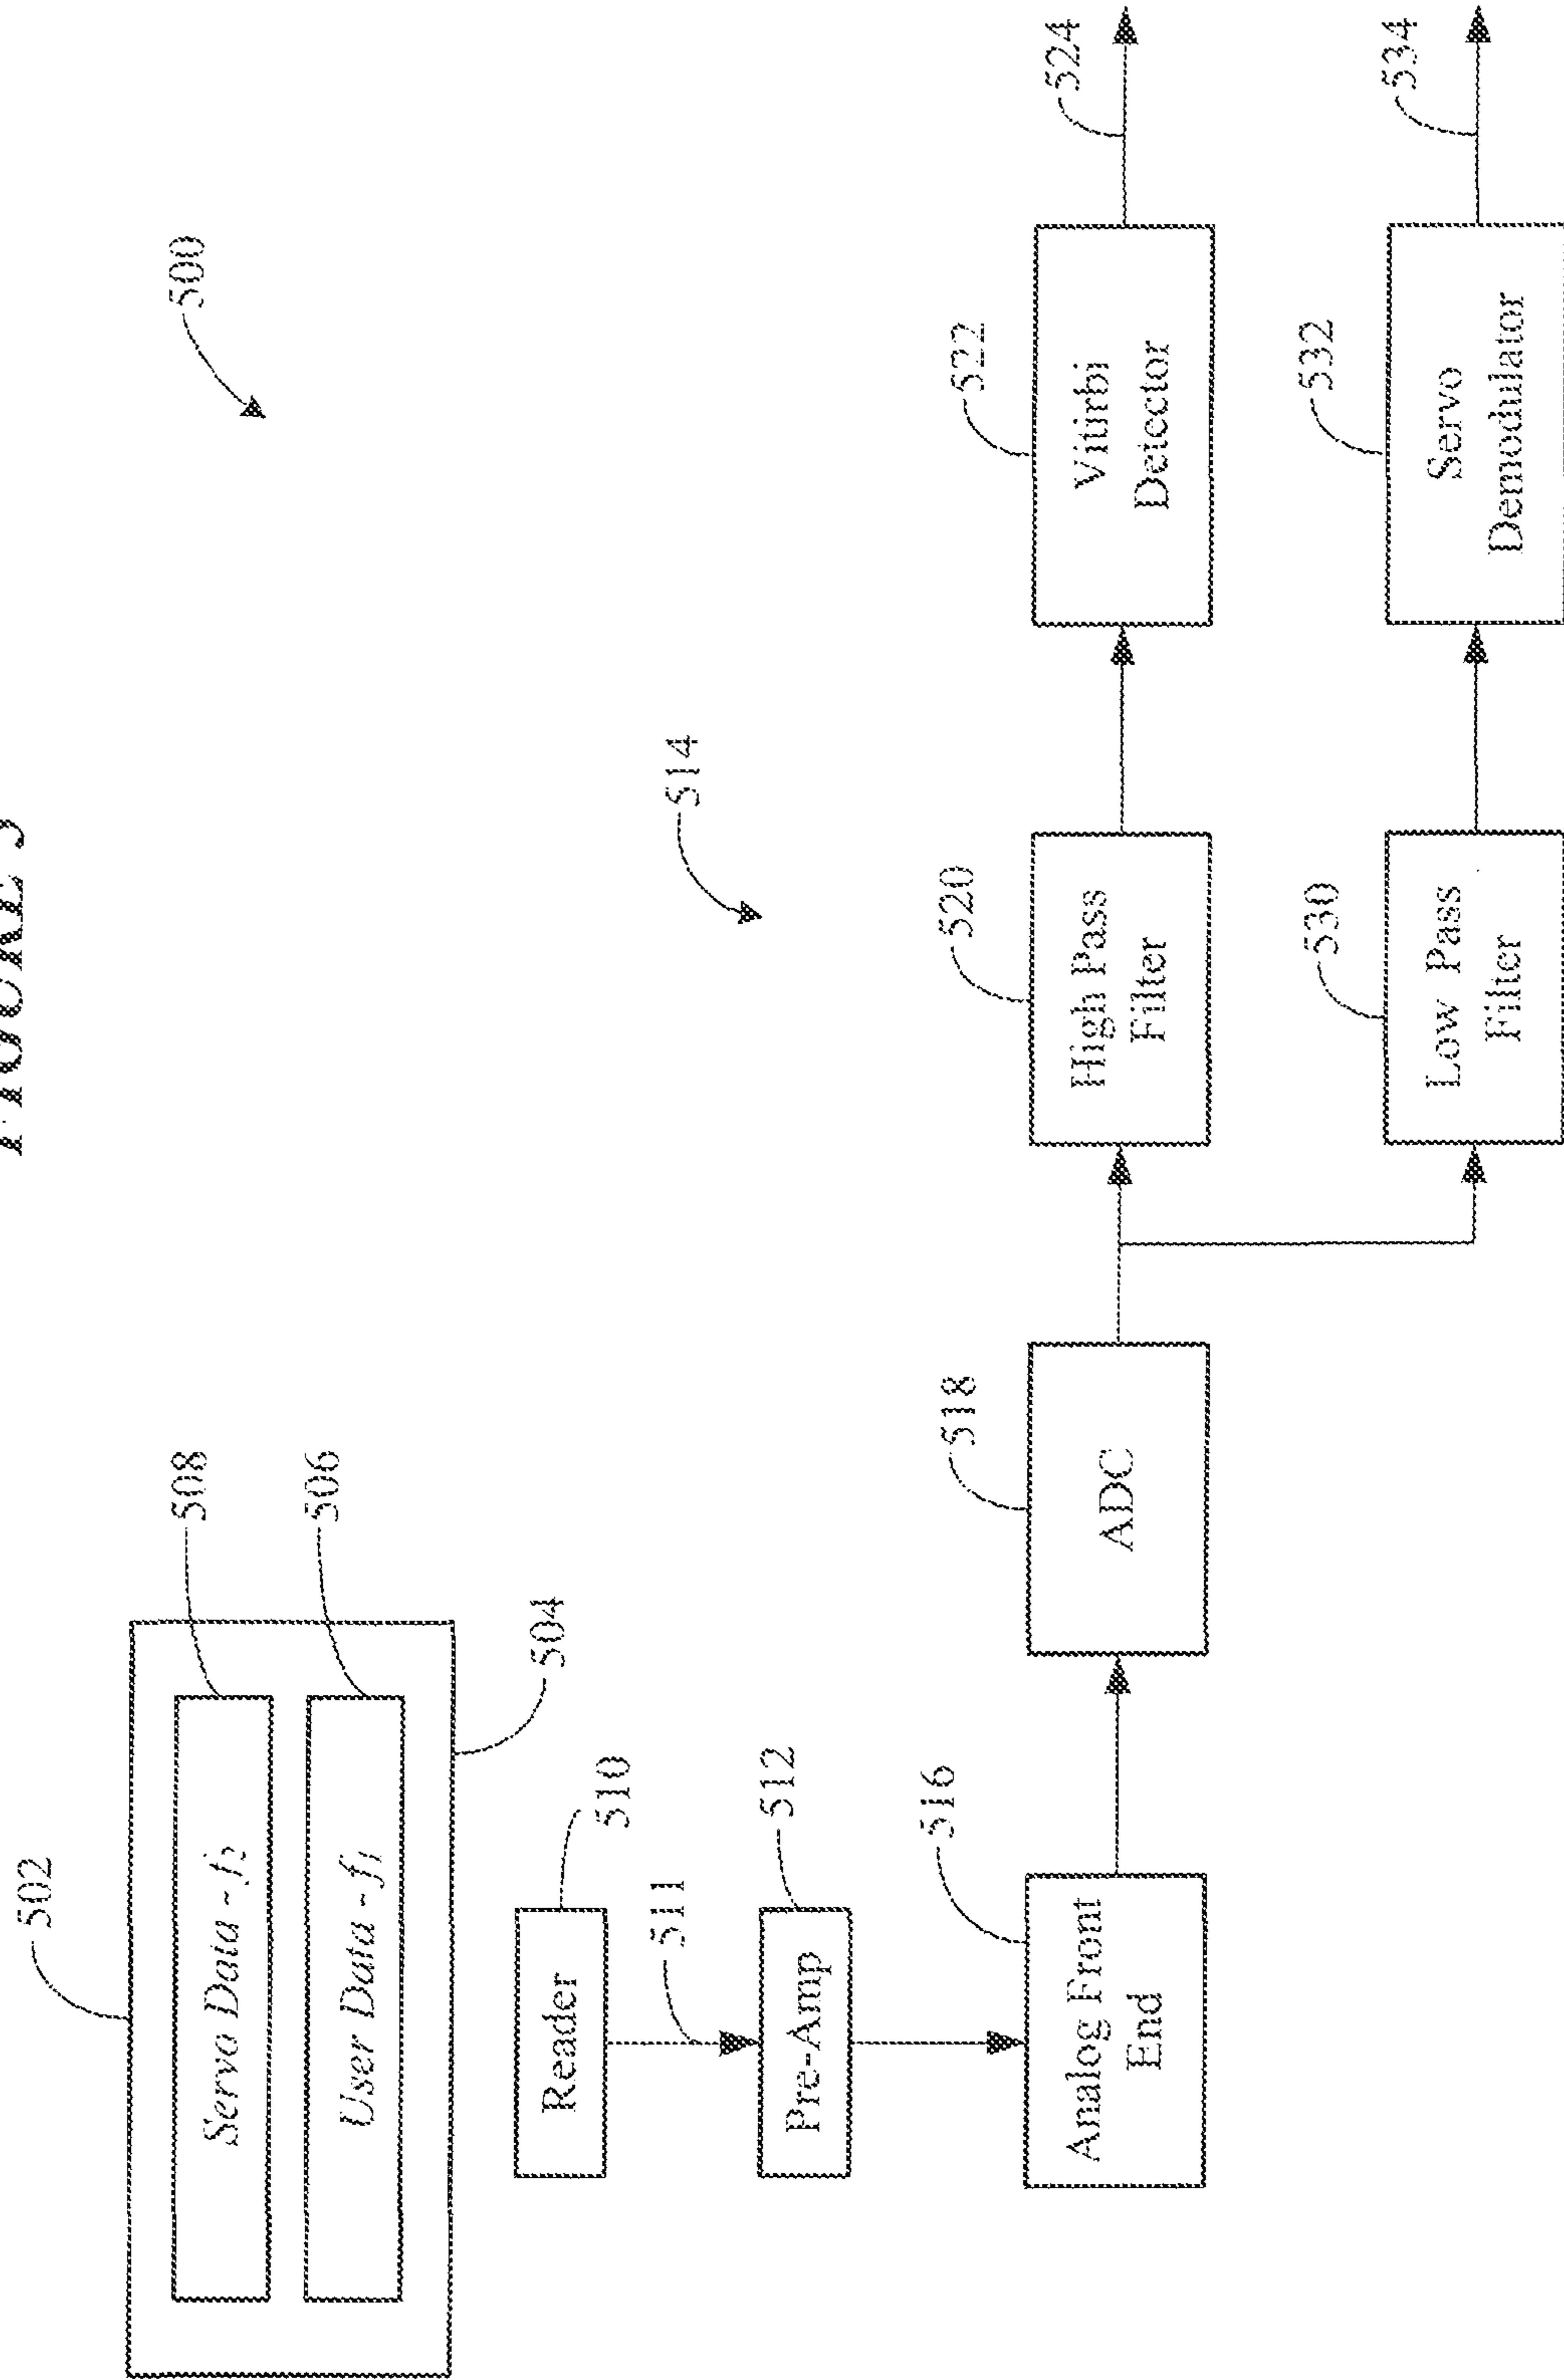 500
502
Servo Data - f2
508
User Data - f1
506
504
Reader
510
511
Pre-Amp
512
514
Analog Front
End
516
ADC
518
High Pass
Filter
520
Vitirbi
Detector
522
524
Low Pass
Filter
530
Servo
Demodulator
532
534